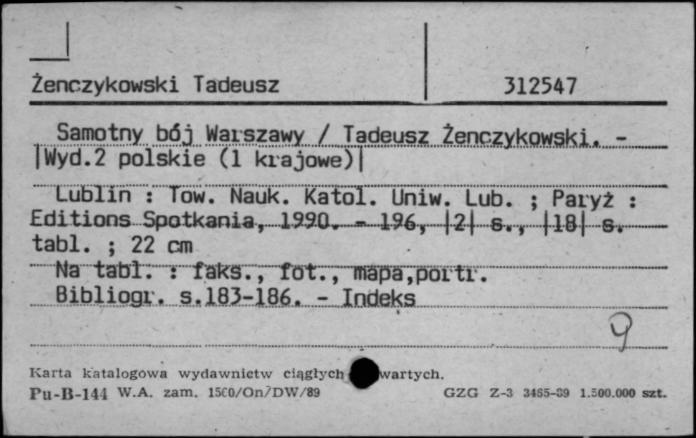 Żenczykowski Tadeusz 312547
Samotny bój Warszawy / Tadeusz Żenczykowski. -
|Wyd.2 polskie (1 krajowe)|
Lublin : Tow. Nauk. Katol. Uniw. Lub. ; Paryż :
Editions Spotkania, 1990. - 196, |2| s., |18| s.
tabl. ; 22 cm
Na tabl. : faks., fot., mapa,portr.
Bibliogr. s.183-186. - Indeks
Karta katalogowa wydawnictw ciągłych wartych.
Pu-B-144 W.A. zam. 1500/On/DW/89 GZG Z-3 3465-89 1.500.000 szt.